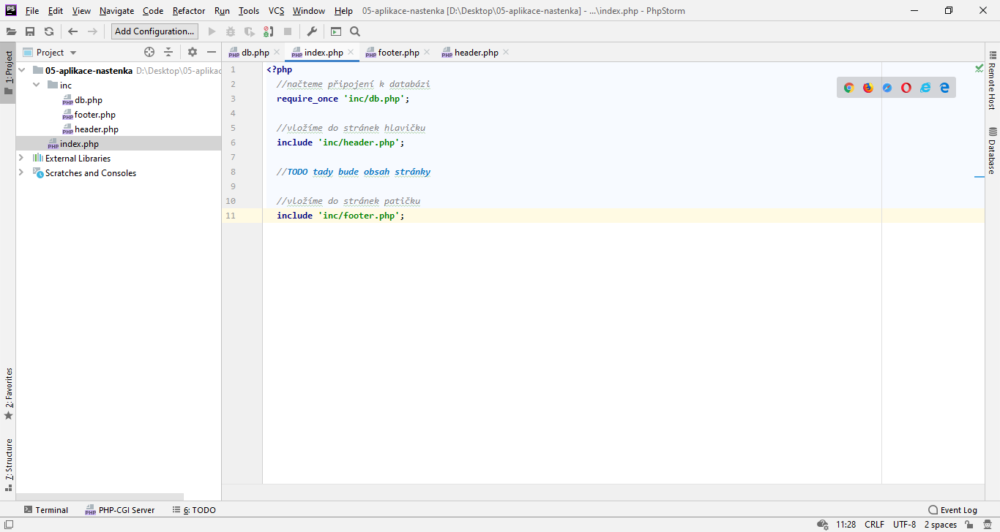 PS File Edit View Navigate Code Refactor Run Tools VCS Window Help 05-aplikace-nastenka [D:\Desktop\05-aplikace-nastenka] - ...\index.php - PhpStorm
Add Configuration...
1: Project
Project
db.php index.php footer.php header.php
05-aplikace-nastenka D:\Desktop\05-aplikac
inc
PHP db.php
PHP footer.php
PHP header.php
PHP index.php
External Libraries
Scratches and Consoles
1 <?php
2 //načteme připojení k databázi
3 require_once 'inc/db.php';
4
5 //vložíme do stránek hlavičku
6 include 'inc/header.php';
7
8 //TODO tady bude obsah stránky
9
10 //vložíme do stránek patičku
11 include 'inc/footer.php';
Remote Host
Database
2: Favorites
7: Structure
Terminal PHP PHP-CGI Server 6: TODO Event Log
11:28 CRLF UTF-8 2 spaces